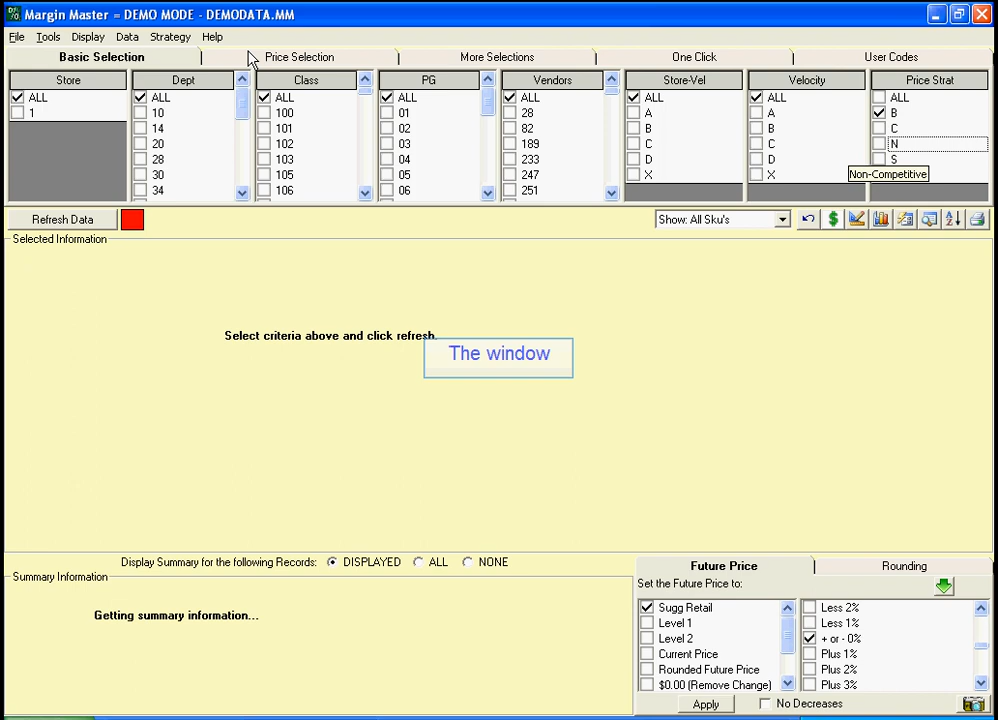 Margin Master = DEMO MODE - DEMODATA.MM
File Tools Display Data Strategy Help
Basic Selection Price Selection More Selections One Click User Codes
Store Dept Class PG Vendors Store-Vel Velocity Price Strat
ALL ALL ALL ALL ALL ALL ALL ALL
1 10 100 01 28 A A B
14 101 02 82 B B C
20 102 03 189 C C N
28 103 04 233 D D S
30 105 05 247 X X Non-Competitive
34 106 06 251
Refresh Data Show: All Sku's
Selected Information
Select criteria above and click refresh.
The window
Display Summary for the following Records: DISPLAYED ALL NONE
Future Price Rounding
Summary Information
Set the Future Price to:
Getting summary information...
Sugg Retail Less 2%
Level 1 Less 1%
Level 2 + or - 0%
Current Price Plus 1%
Rounded Future Price Plus 2%
$0.00 (Remove Change) Plus 3%
Apply No Decreases